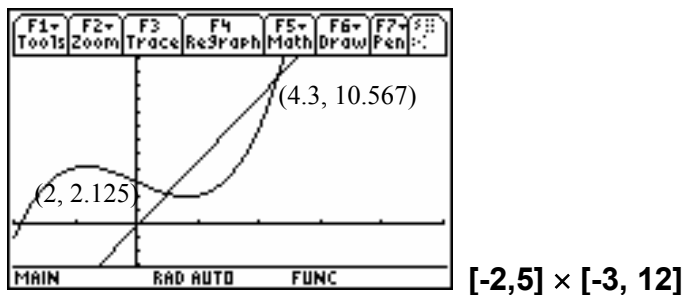 F1 F2 F3 F4 F5 F6 F7
Tools Zoom Trace ReGraph Math Draw Pen
(4.3, 10.567)
(2, 2.125)
MAIN RAD AUTO FUNC
[-2,5] × [-3, 12]